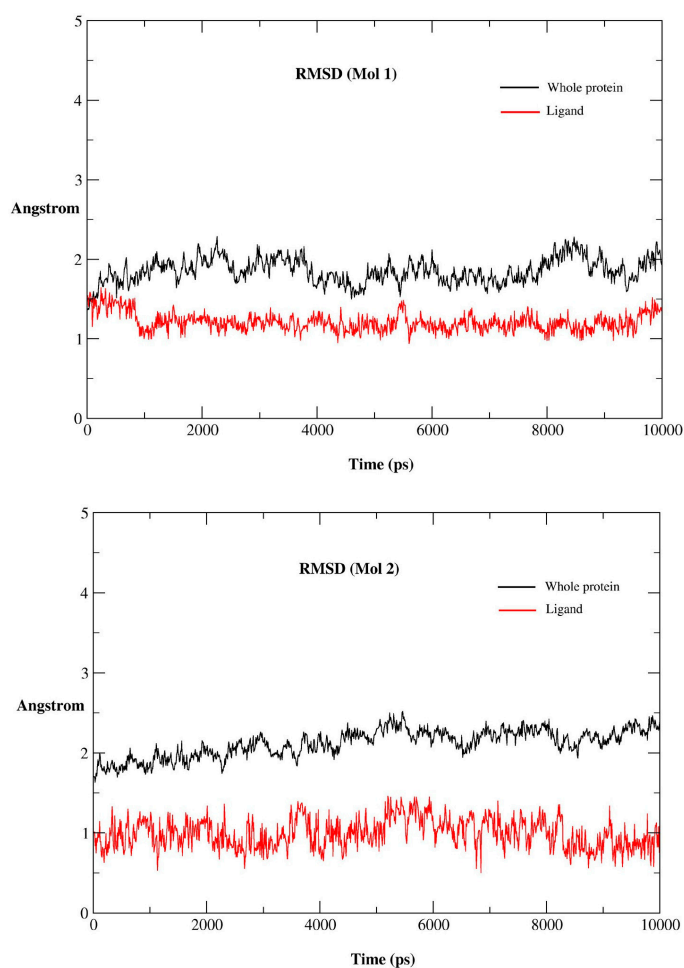 5
RMSD (Mol 1)
Whole protein
4
Ligand
3
Angstrom
2
1
0
0 2000 4000 6000 8000 10000
Time (ps)
5
RMSD (Mol 2)
Whole protein
4
Ligand
3
Angstrom
2
1
0
0 2000 4000 6000 8000 10000
Time (ps)